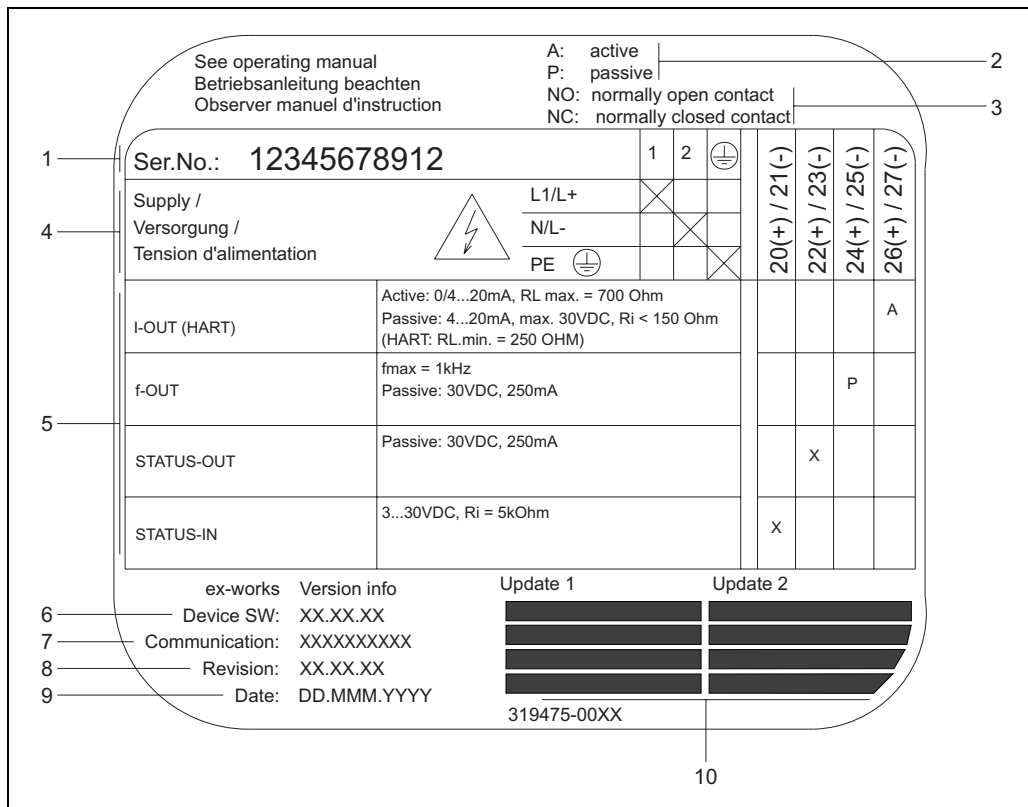 See operating manual
Betriebsanleitung beachten
Observer manuel d'instruction
A: active
P: passive
NO: normally open contact
NC: normally closed contact
2
3
1
Ser.No.: 12345678912
1 2
20(+) / 21(-)
22(+) / 23(-)
24(+) / 25(-)
26(+) / 27(-)
4
Supply /
Versorgung /
Tension d'alimentation
L1/L+
N/L-
PE
5
I-OUT (HART)
Active: 0/4...20mA, RL max. = 700 Ohm
Passive: 4...20mA, max. 30VDC, Ri < 150 Ohm
(HART: RL.min. = 250 OHM)
A
f-OUT
fmax = 1kHz
Passive: 30VDC, 250mA
P
STATUS-OUT
Passive: 30VDC, 250mA
X
STATUS-IN
3...30VDC, Ri = 5kOhm
X
ex-works Version info
Update 1
Update 2
6 Device SW: XX.XX.XX
7 Communication: XXXXXXXXXX
8 Revision: XX.XX.XX
9 Date: DD.MMM.YYYY
319475-00XX
10